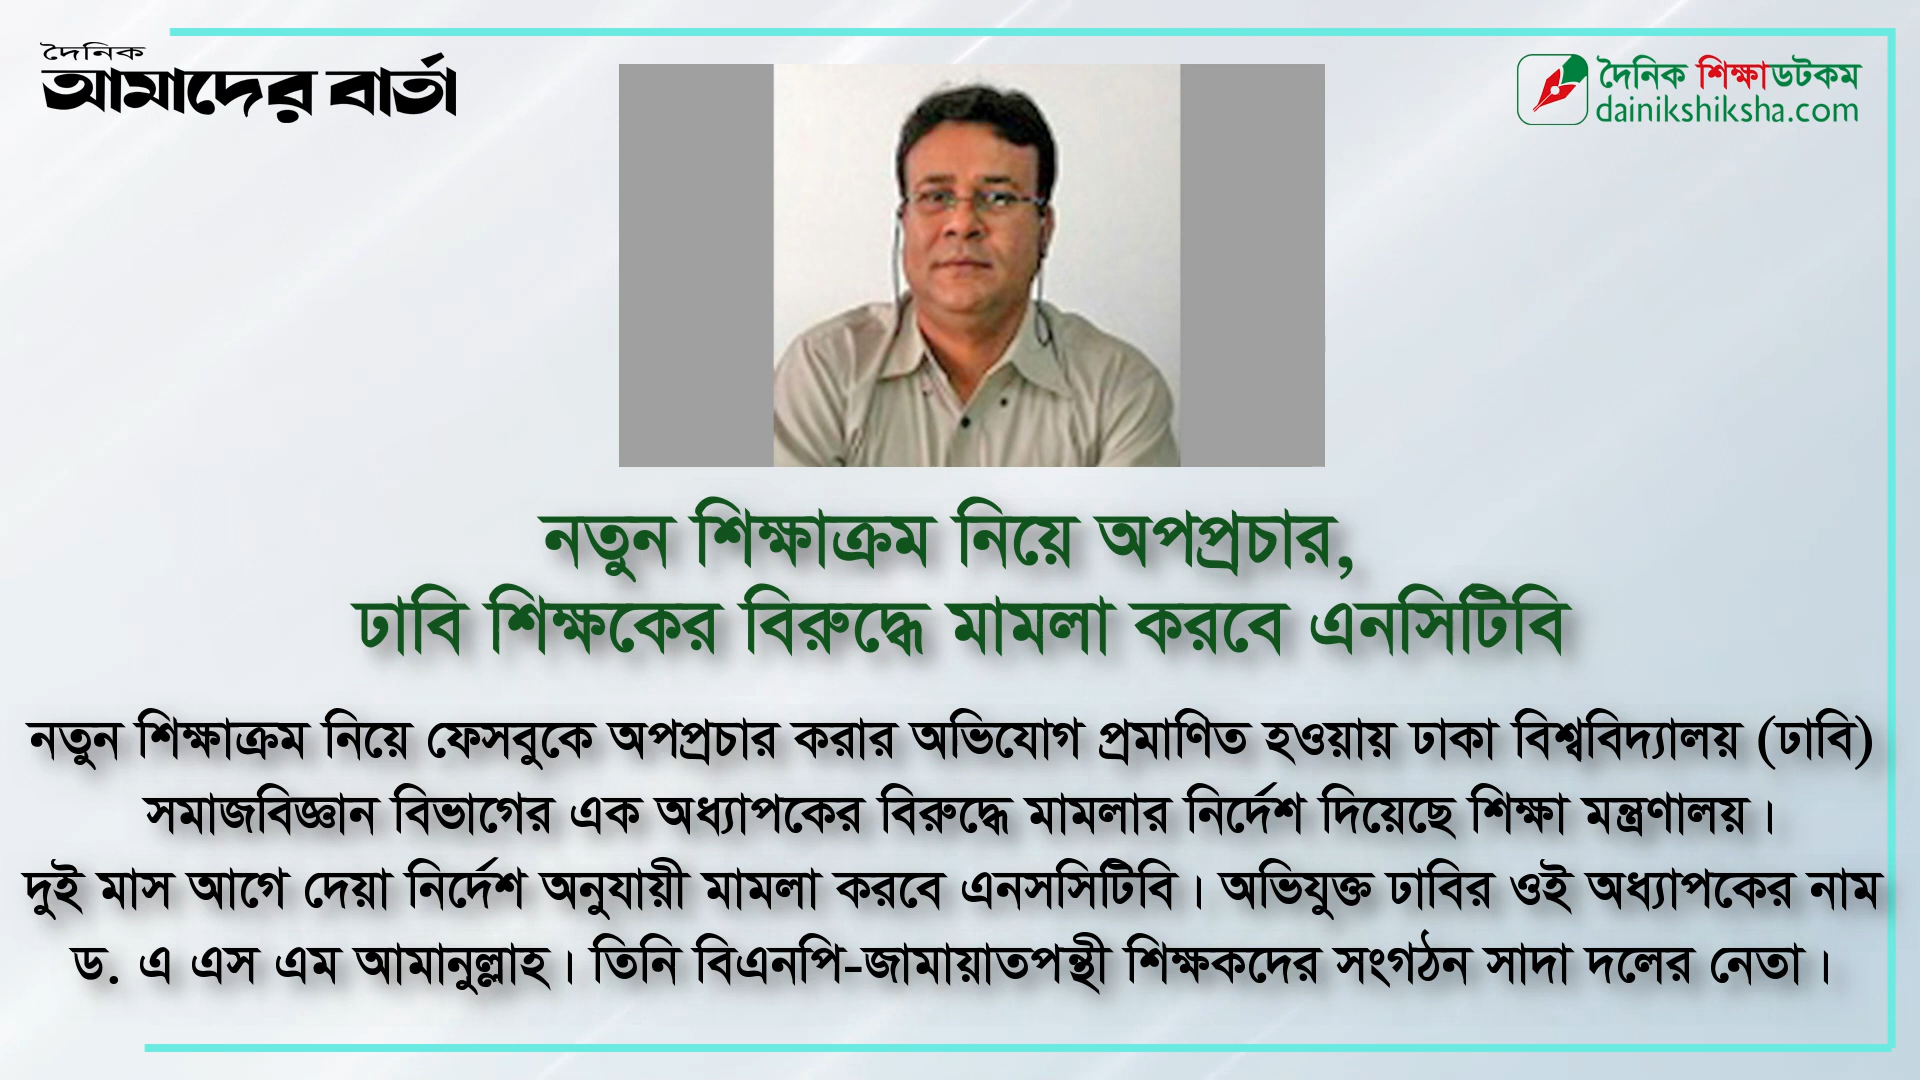 দৈনিক
আমাদের বার্তা
দৈনিক শিক্ষাডটকম
dainikshiksha.com
নতুন শিক্ষাক্রম নিয়ে অপপ্রচার,
ঢাবি শিক্ষকের বিরুদ্ধে মামলা করবে এনসিটিবি
নতুন শিক্ষাক্রম নিয়ে ফেসবুকে অপপ্রচার করার অভিযোগ প্রমাণিত হওয়ায় ঢাকা বিশ্ববিদ্যালয় (ঢাবি)
সমাজবিজ্ঞান বিভাগের এক অধ্যাপকের বিরুদ্ধে মামলার নির্দেশ দিয়েছে শিক্ষা মন্ত্রণালয়।
দুই মাস আগে দেয়া নির্দেশ অনুযায়ী মামলা করবে এনসসিটিবি। অভিযুক্ত ঢাবির ওই অধ্যাপকের নাম
ড. এ এস এম আমানুল্লাহ। তিনি বিএনপি-জামায়াতপন্থী শিক্ষকদের সংগঠন সাদা দলের নেতা।